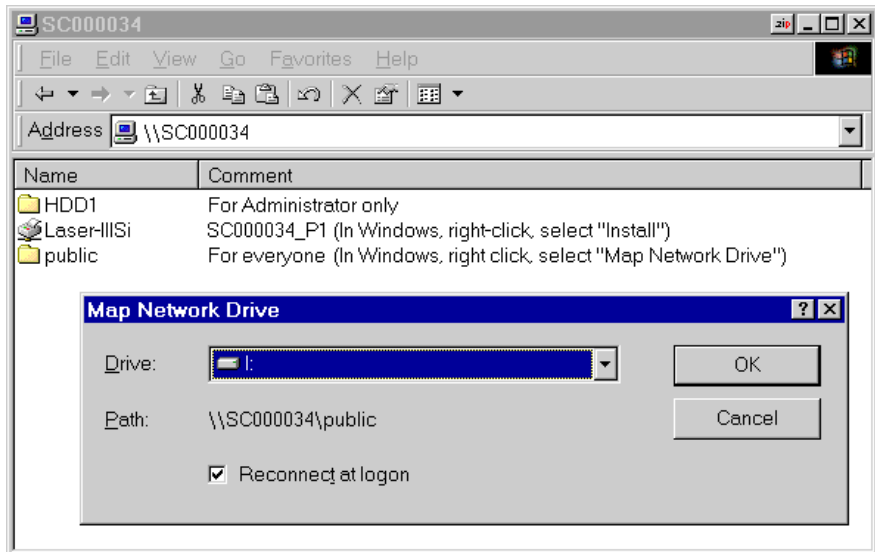 SC000034
zip
File Edit View Go Favorites Help
Address \\SC000034
Name Comment
HDD1 For Administrator only
Laser-IIISi SC000034_P1 (In Windows, right-click, select "Install")
public For everyone (In Windows, right click, select "Map Network Drive")
Map Network Drive
Drive: I: OK
Path: \\SC000034\public Cancel
Reconnect at logon